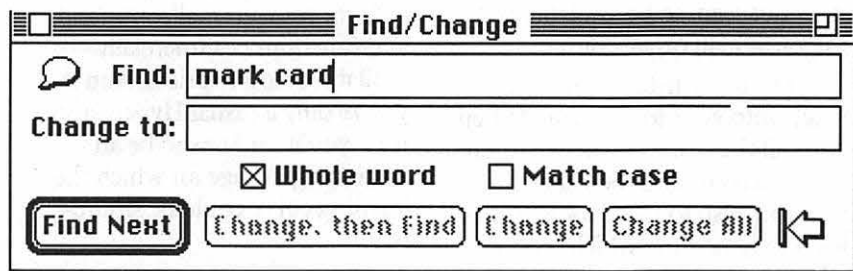 Find/Change
Find: mark card
Change to:
Whole word Match case
Find Next Change, then Find Change Change All